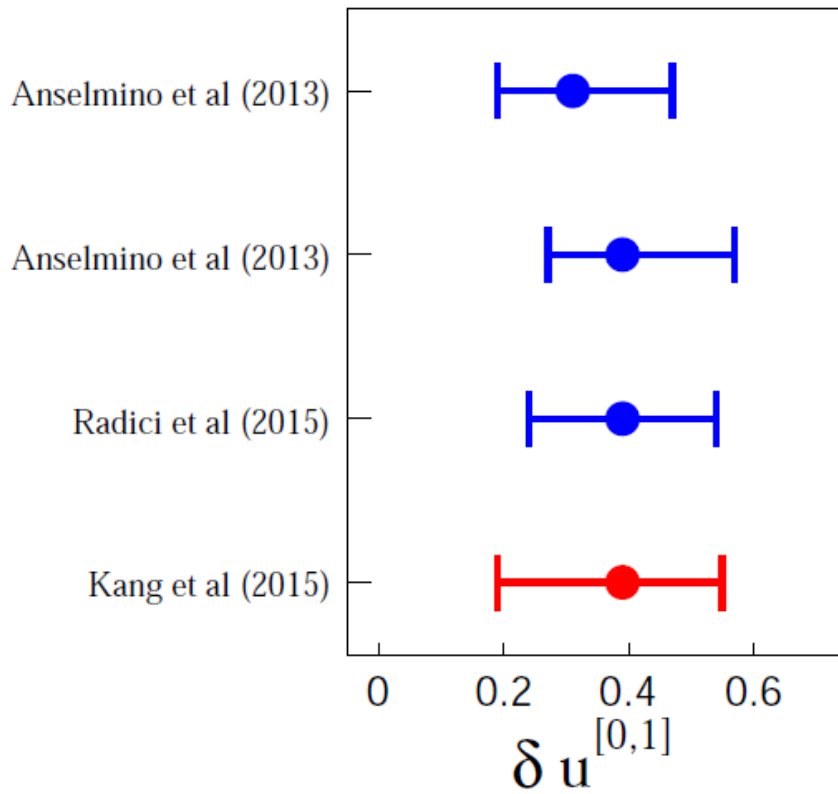 Anselmino et al (2013)
Anselmino et al (2013)
Radici et al (2015)
Kang et al (2015)
0 0.2 0.4 0.6
δ u^[0,1]